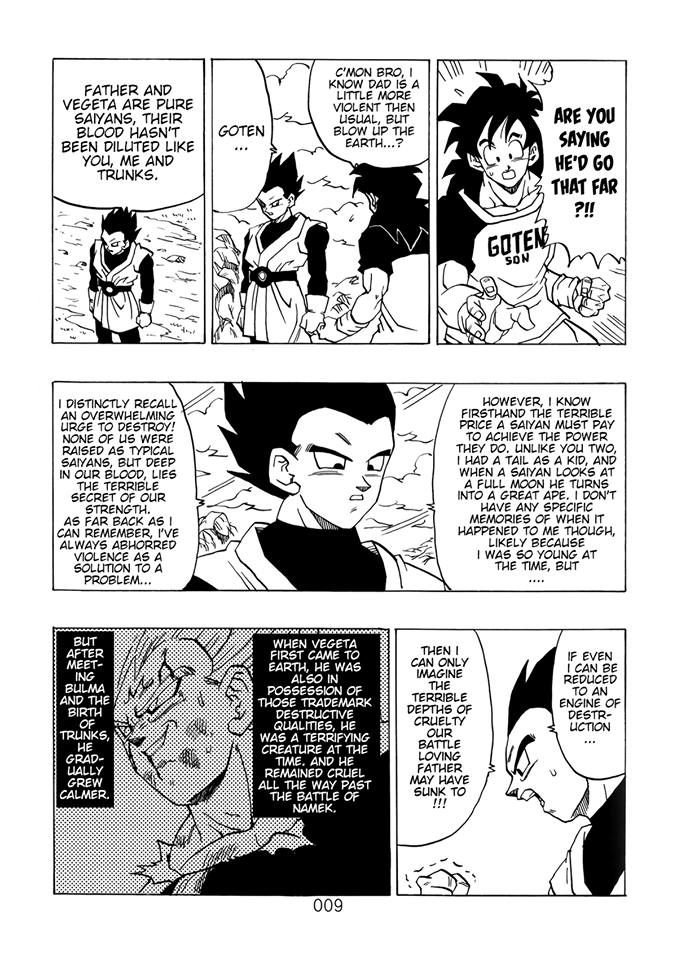 ARE YOU
SAYING
HE'D GO
THAT FAR
?!!
GOTEN
SON
C'MON BRO, I
KNOW DAD IS A
LITTLE MORE
VIOLENT THEN
USUAL, BUT
BLOW UP THE
EARTH...?
GOTEN
...
FATHER AND
VEGETA ARE PURE
SAIYANS, THEIR
BLOOD HASN'T
BEEN DILUTED LIKE
YOU, ME AND
TRUNKS.
HOWEVER, I KNOW
FIRSTHAND THE TERRIBLE
PRICE A SAIYAN MUST PAY
TO ACHIEVE THE POWER
THEY DO. UNLIKE YOU TWO,
I HAD A TAIL AS A KID, AND
WHEN A SAIYAN LOOKS AT
A FULL MOON HE TURNS
INTO A GREAT APE. I DON'T
HAVE ANY SPECIFIC
MEMORIES OF WHEN IT
HAPPENED TO ME THOUGH,
LIKELY BECAUSE
I WAS SO YOUNG AT
THE TIME, BUT
....
I DISTINCTLY RECALL
AN OVERWHELMING
URGE TO DESTROY!
NONE OF US WERE
RAISED AS TYPICAL
SAIYANS, BUT DEEP
IN OUR BLOOD, LIES
THE TERRIBLE
SECRET OF OUR
STRENGTH.
AS FAR BACK AS I
CAN REMEMBER, I'VE
ALWAYS ABHORRED
VIOLENCE AS A
SOLUTION TO A
PROBLEM...
IF EVEN
I CAN BE
REDUCED
TO AN
ENGINE OF
DESTR-
UCTION
...
THEN I
CAN ONLY
IMAGINE
THE
TERRIBLE
DEPTHS OF
CRUELTY
OUR
BATTLE
LOVING
FATHER
MAY HAVE
SUNK TO
!!!
WHEN VEGETA
FIRST CAME TO
EARTH, HE WAS
ALSO IN
POSSESSION OF
THOSE TRADEMARK
DESTRUCTIVE
QUALITIES, HE
WAS A TERRIFYING
CREATURE AT THE
TIME. AND HE
REMAINED CRUEL
ALL THE WAY PAST
THE BATTLE OF
NAMEK.
BUT
AFTER
MEET-
ING
BULMA
AND THE
BIRTH
OF
TRUNKS,
HE
GRAD-
UALLY
GREW
CALMER.
009